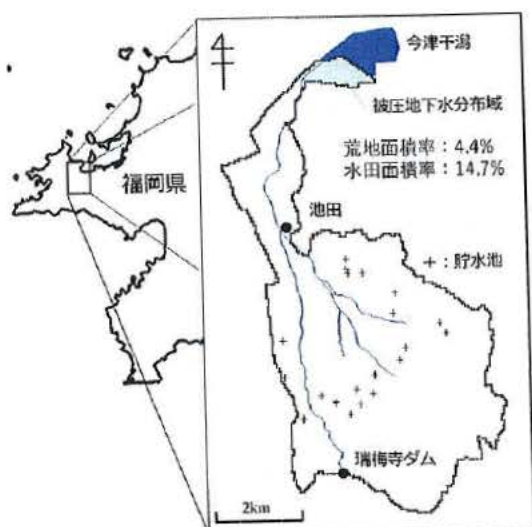 今津干潟
被圧地下水分布域
荒地面積率：4.4%
水田面積率：14.7%
福岡県
池田
＋：貯水池
瑞梅寺ダム
2km